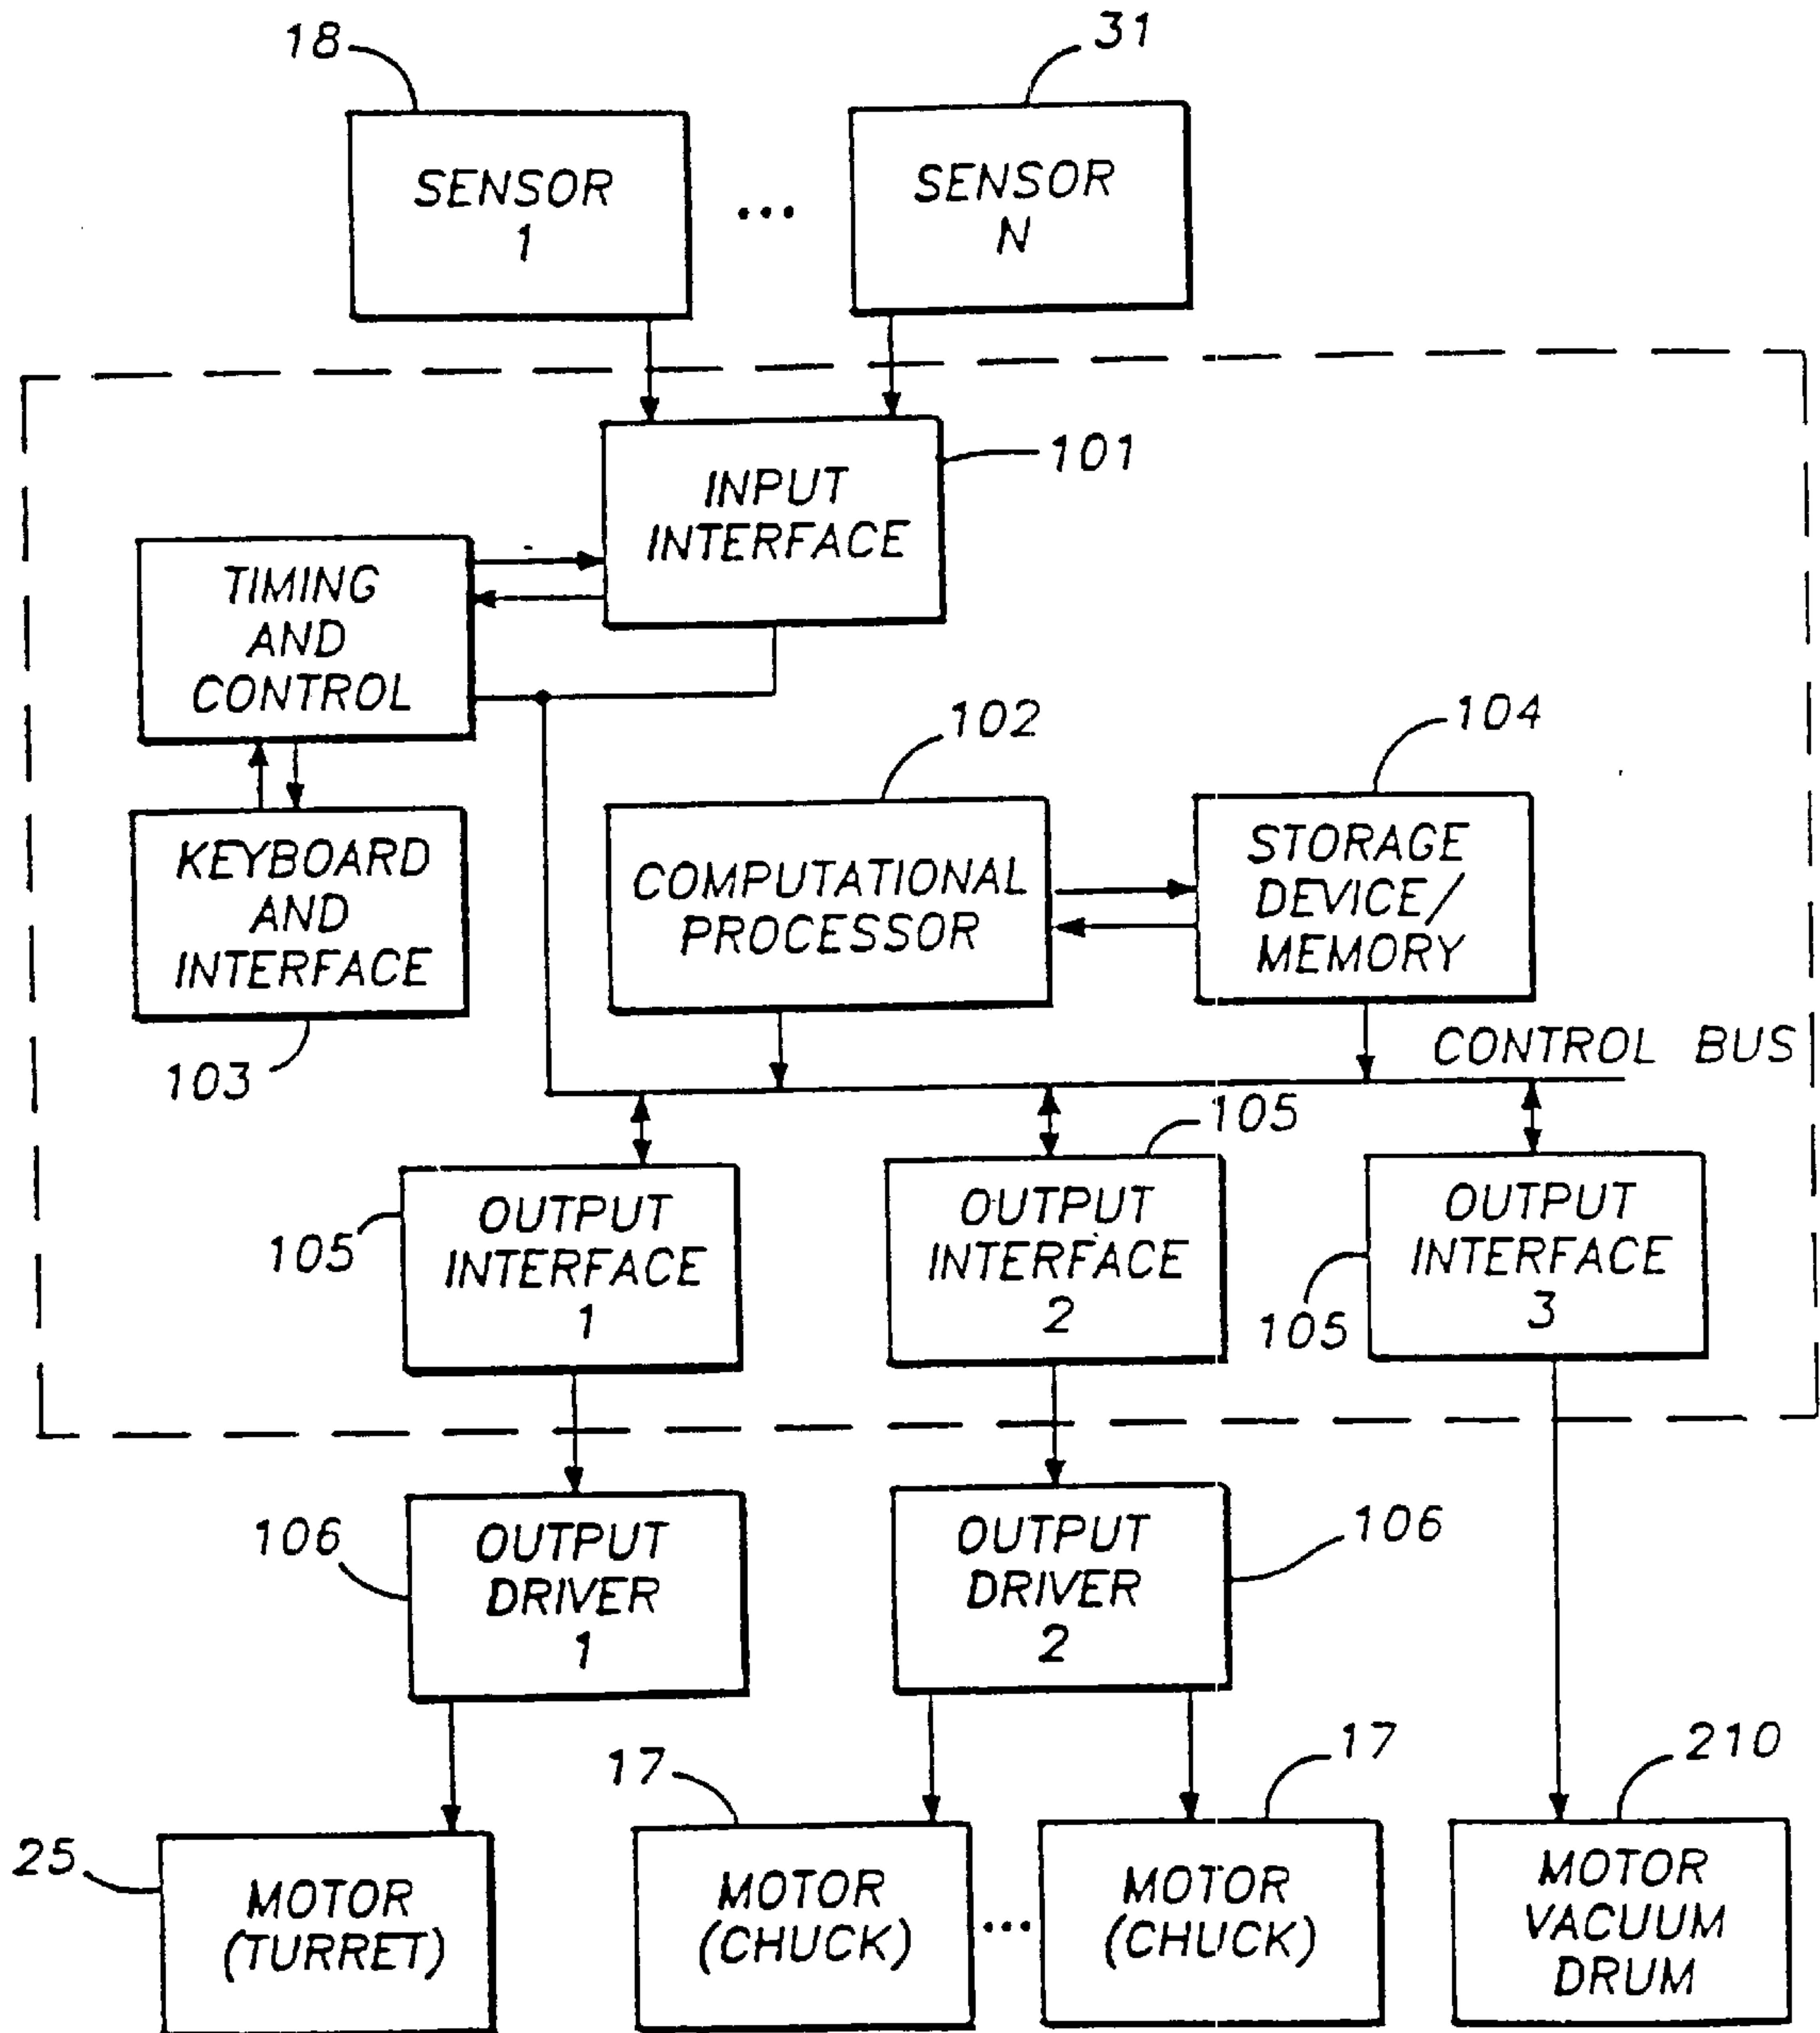 18
31
SENSOR
1
...
SENSOR
N
101
INPUT
INTERFACE
TIMING
AND
CONTROL
102
104
KEYBOARD
AND
INTERFACE
COMPUTATIONAL
PROCESSOR
STORAGE
DEVICE/
MEMORY
103
CONTROL BUS
105
105
OUTPUT
INTERFACE
1
OUTPUT
INTERFACE
2
OUTPUT
INTERFACE
3
105
106
OUTPUT
DRIVER
1
OUTPUT
DRIVER
2
106
17
17
210
25
MOTOR
(TURRET)
MOTOR
(CHUCK)
...
MOTOR
(CHUCK)
MOTOR
VACUUM
DRUM